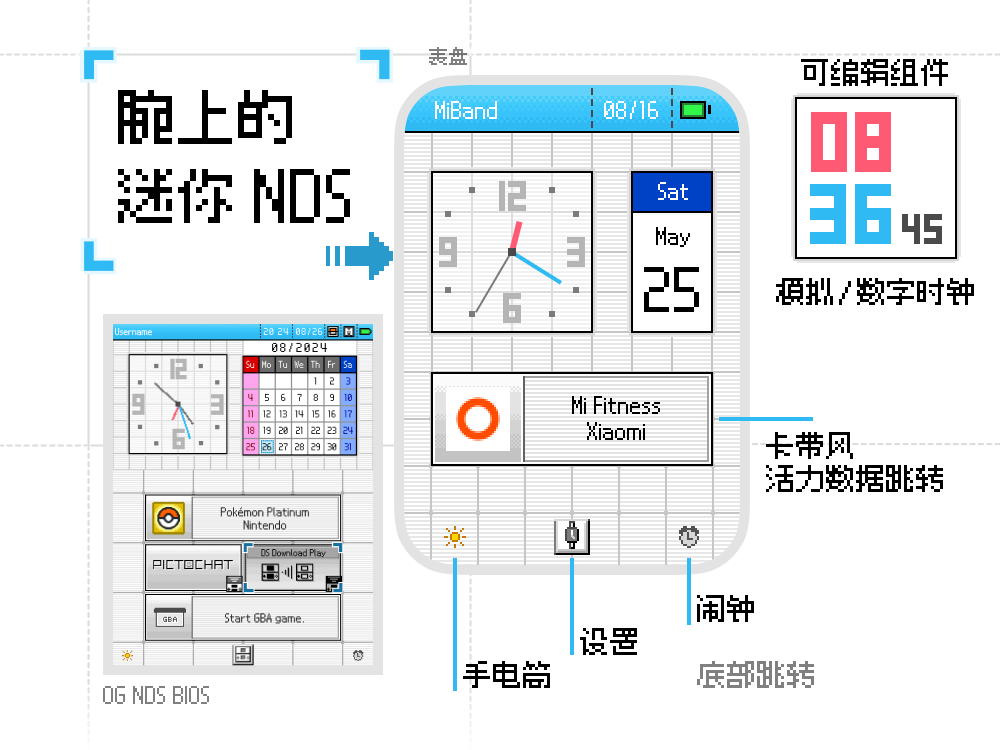 腕上的
迷你 NDS
表盘
MiBand 08/16
12
3
6
9
Sat
May
25
Mi Fitness
Xiaomi
可编辑组件
08
36 45
模拟/数字时钟
卡带风
活力数据跳转
手电筒
设置
闹钟
底部跳转
Username 20 24 08/26
12
3
6
9
08/2024
Su Mo Tu We Th Fr Sa
1 2 3
4 5 6 7 8 9 10
11 12 13 14 15 16 17
18 19 20 21 22 23 24
25 26 27 28 29 30 31
Pokémon Platinum
Nintendo
PICTOCHAT
DS Download Play
GBA
Start GBA game.
OG NDS BIOS